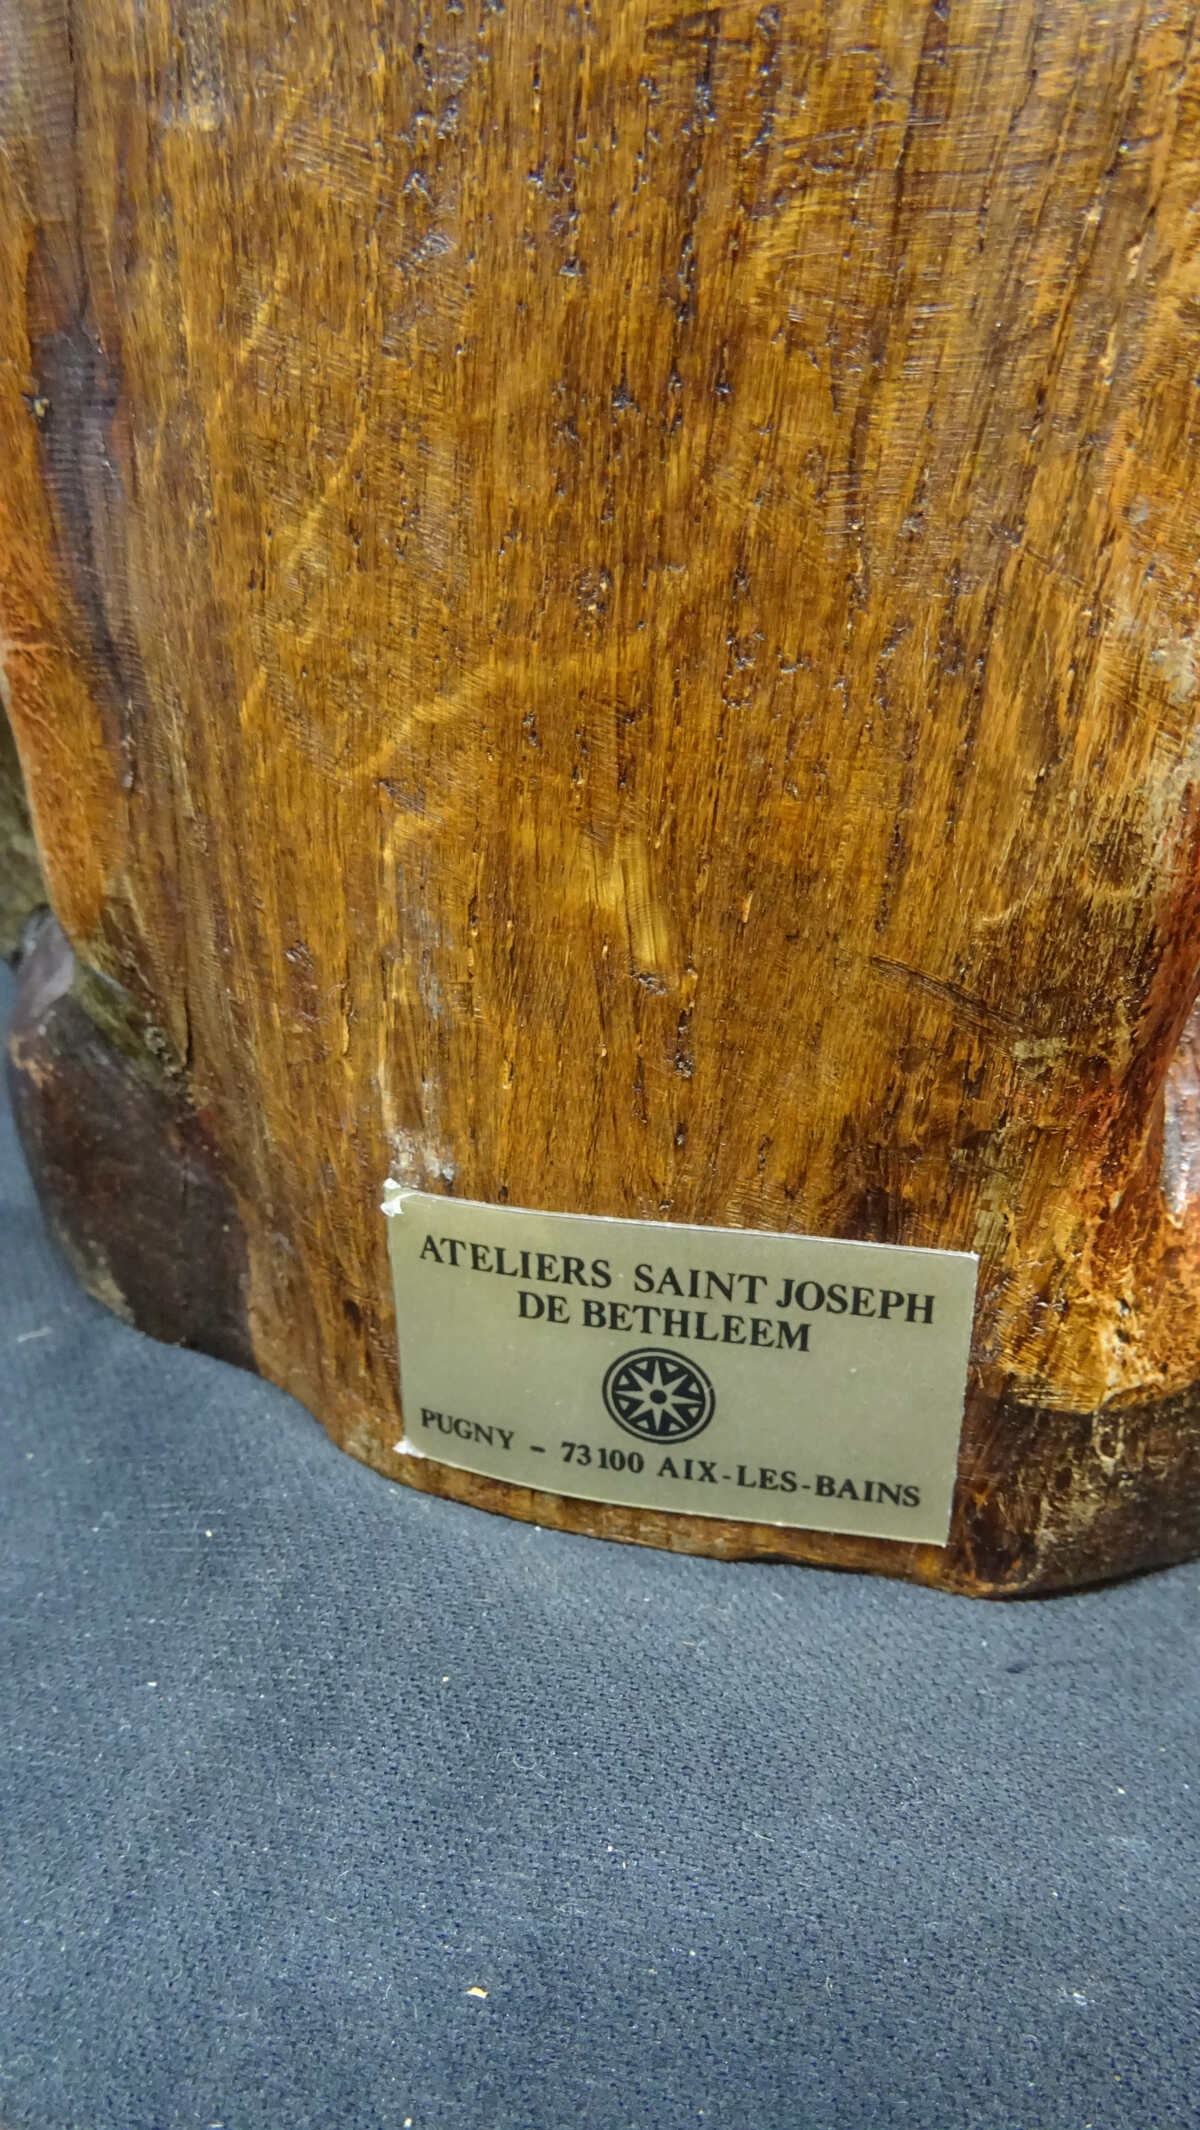 ATELIERS SAINT JOSEPH
DE BETHLEEM
PUGNY - 73100 AIX-LES-BAINS